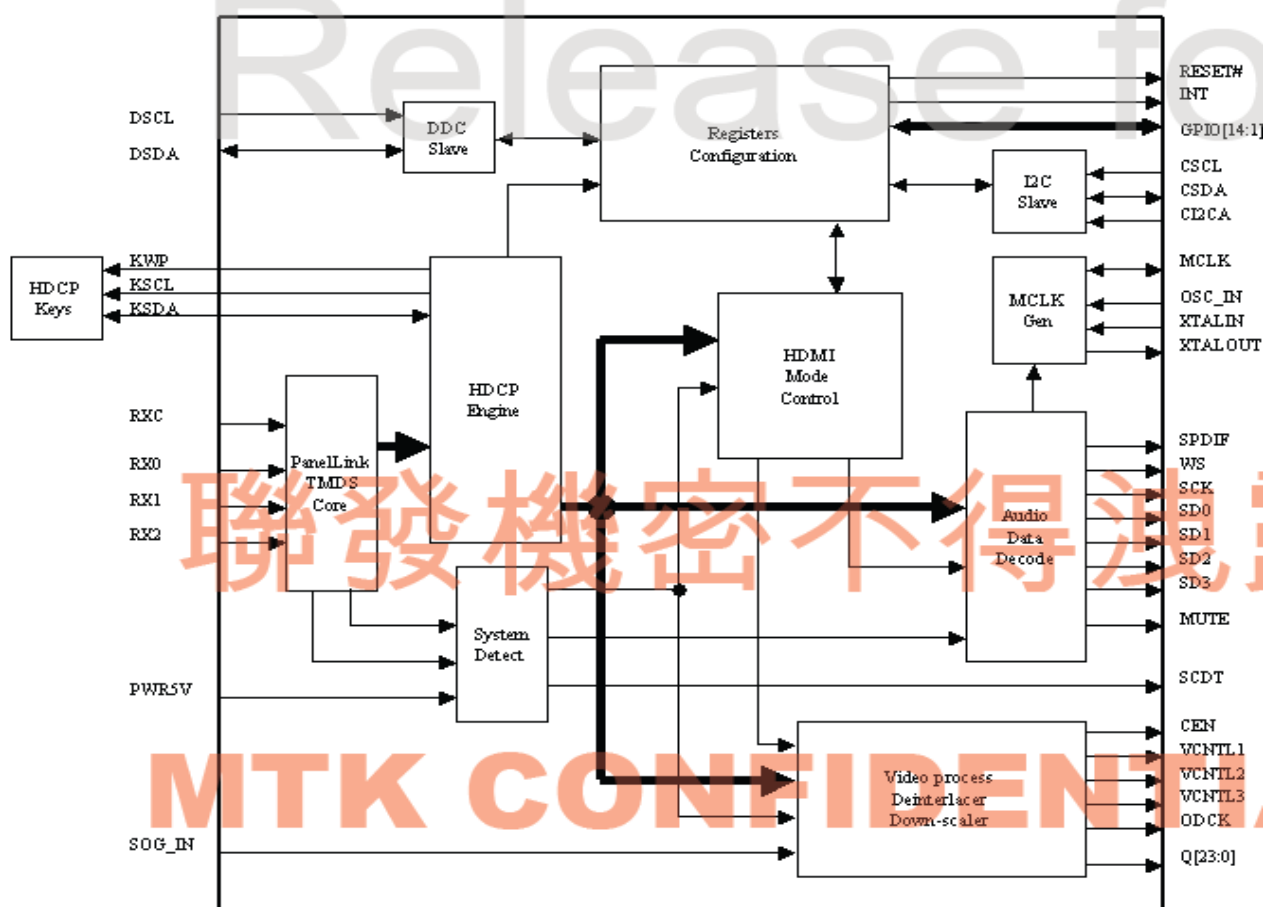 Release fo
RESET#
INT
GPIO[14:1]
DSCL
DSDA
DDC
Slave
Registers
Configuration
CSCL
CSDA
CI2CA
I2C
Slave
HDCP
Keys
KWP
KSCL
KSDA
MCLK
OSC_IN
XTALIN
XTALOUT
MCLK
Gen
HDMI
Mode
Control
HDCP
Engine
RXC
RX0
RX1
RX2
PanelLink
TMDS
Core
SPDIF
WS
SCK
SD0
SD1
SD2
SD3
MUTE
Audio
Data
Decode
聯發機密不得洩
System
Detect
PWR5V
SCDT
CEN
VCNTL1
VCNTL2
VCNTL3
ODCK
Q[23:0]
Video process
Deinterlacer
Down-scaler
MTK CONFIDENTIA
SOG_IN